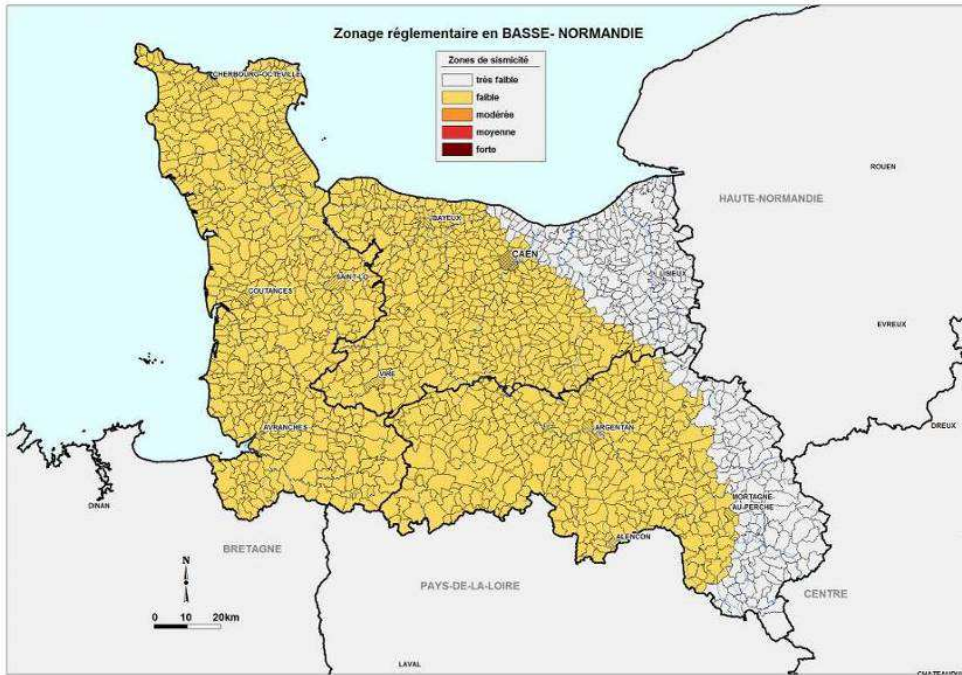 Zonage réglementaire en BASSE- NORMANDIE
Zones de sismicité
très faible
faible
modérée
moyenne
forte
CHERBOURG-OCTEVILLE
ROUEN
HAUTE-NORMANDIE
BAYEUX
CAEN
LISIEUX
SAINT-LO
COUTANCES
EVREUX
VIRE
AVRANCHES
ARGENTAN
DREUX
MORTAGNE-
AU-PERCHE
DINAN
ALENCON
BRETAGNE
PAYS-DE-LA-LOIRE
CENTRE
N
0 10 20km
LAVAL